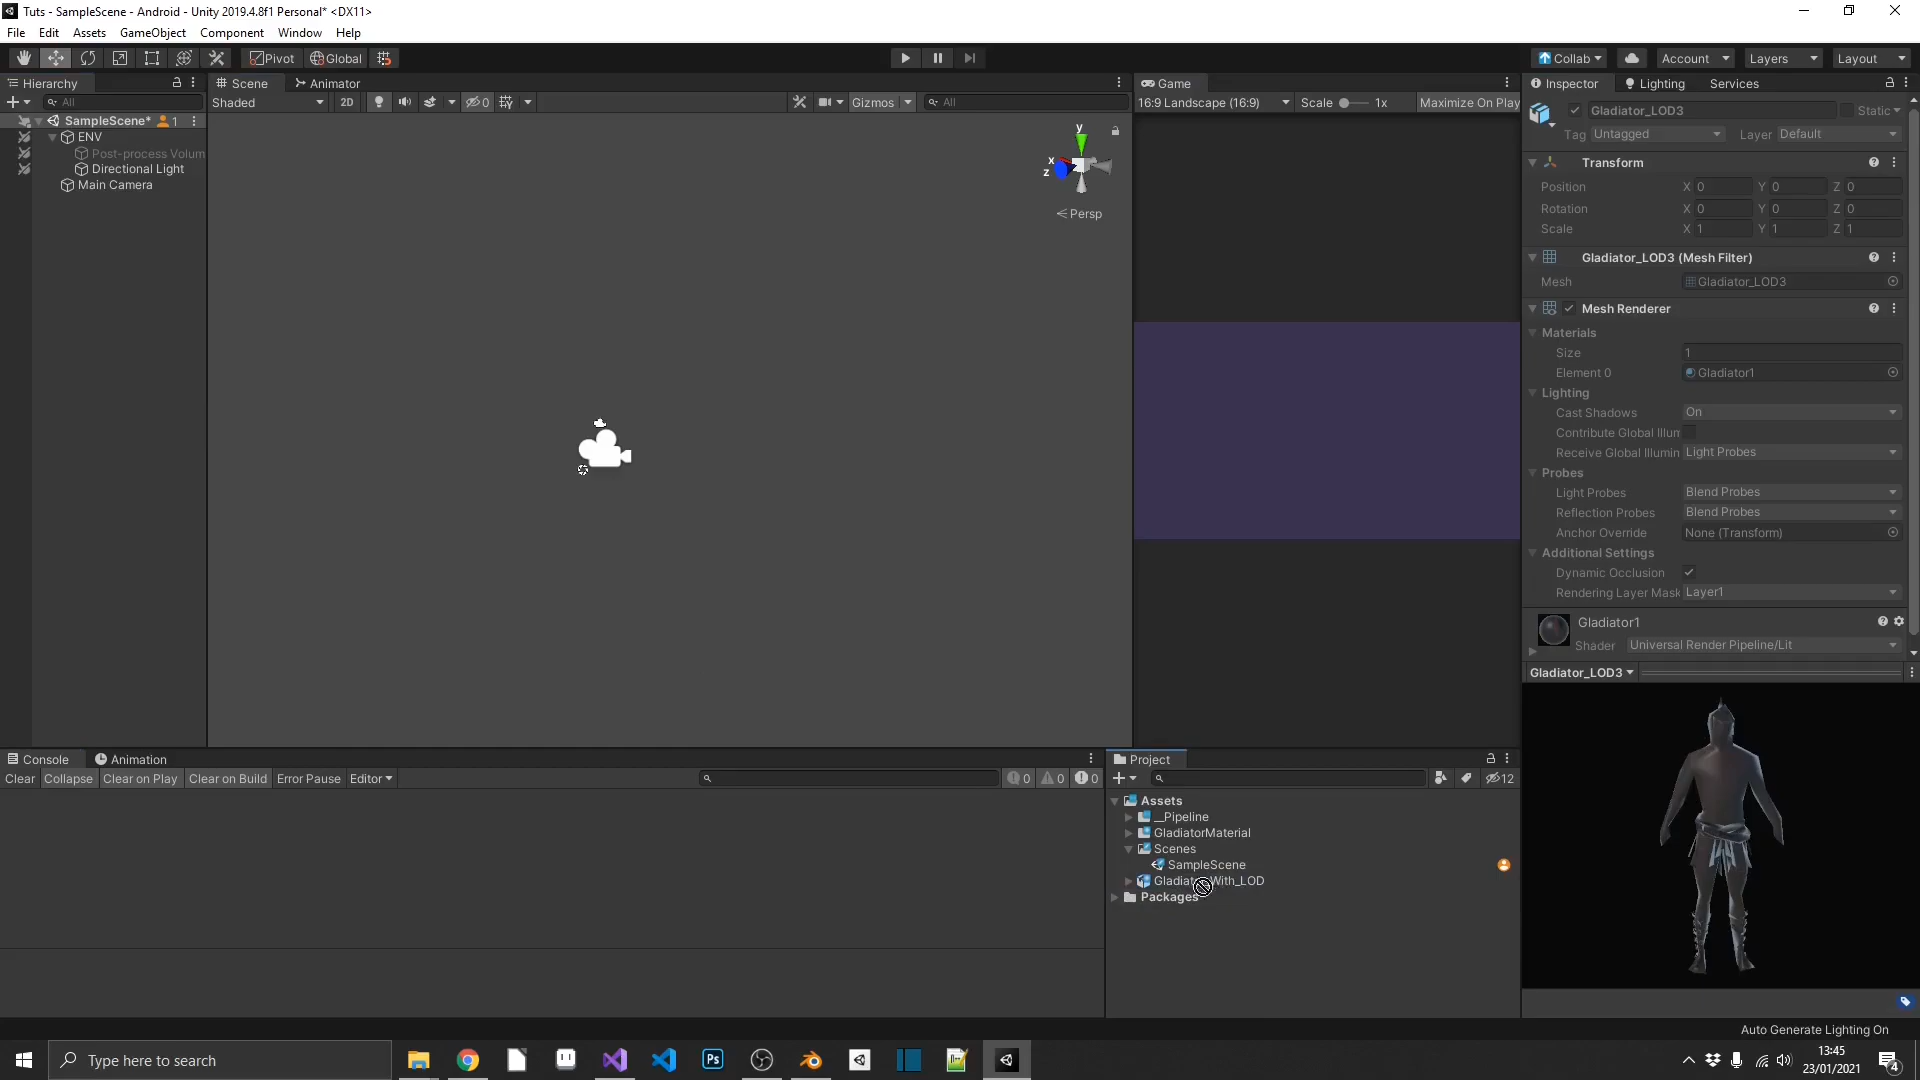 Tuts - SampleScene - Android - Unity 2019.4.8f1 Personal* <DX11>
File Edit Assets GameObject Component Window Help
Pivot Global Collab Account Layers Layout
Hierarchy Scene Animator Game Inspector Lighting Services
All Shaded 2D 0 Gizmos All 16:9 Landscape (16:9) Scale 1x Maximize On Play
SampleScene* 1
ENV
Post-process Volum
Directional Light
Main Camera
y
x
z
Persp
Gladiator_LOD3 Static
Tag Untagged Layer Default
Transform
Position X 0 Y 0 Z 0
Rotation X 0 Y 0 Z 0
Scale X 1 Y 1 Z 1
Gladiator_LOD3 (Mesh Filter)
Mesh Gladiator_LOD3
Mesh Renderer
Materials
Size 1
Element 0 Gladiator1
Lighting
Cast Shadows On
Contribute Global Illum
Receive Global Illumin Light Probes
Probes
Light Probes Blend Probes
Reflection Probes Blend Probes
Anchor Override None (Transform)
Additional Settings
Dynamic Occlusion
Rendering Layer Mask Layer1
Gladiator1
Shader Universal Render Pipeline/Lit
Gladiator_LOD3
Console Animation
Clear Collapse Clear on Play Clear on Build Error Pause Editor 0 0 0
Project
12
Assets
__Pipeline
GladiatorMaterial
Scenes
SampleScene
Gladiator_With_LOD
Packages
Auto Generate Lighting On
Type here to search
Ps
13:45
23/01/2021
4